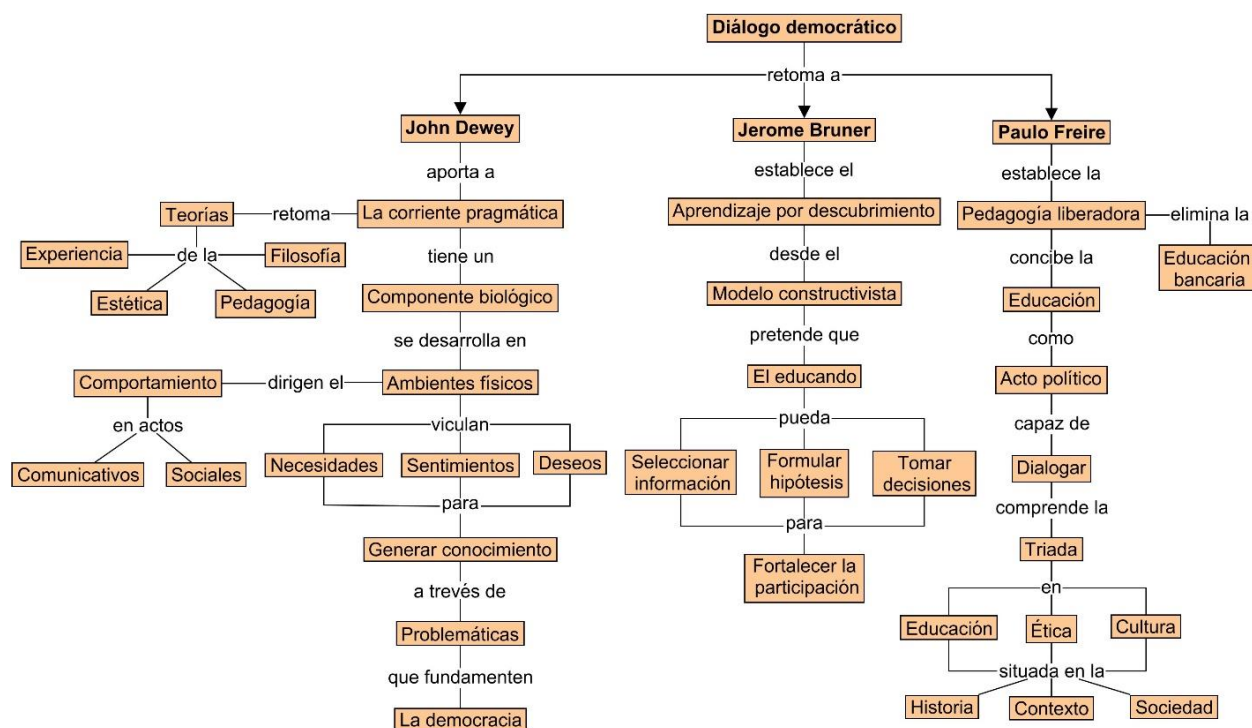 Diálogo democrático
retoma a
John Dewey
Jerome Bruner
Paulo Freire
aporta a
establece el
establece la
Teorías
retoma
La corriente pragmática
Aprendizaje por descubrimiento
Pedagogía liberadora
elimina la
Experiencia
de la
Filosofía
tiene un
desde el
concibe la
Educación
bancaria
Estética
Pedagogía
Componente biológico
Modelo constructivista
Educación
se desarrolla en
pretende que
como
Comportamiento
dirigen el
Ambientes físicos
El educando
Acto político
en actos
viculan
pueda
capaz de
Comunicativos
Sociales
Necesidades
Sentimientos
Deseos
Seleccionar
información
Formular
hipótesis
Tomar
decisiones
Dialogar
para
para
comprende la
Generar conocimiento
Fortalecer la
participación
Triada
a trevés de
en
Problemáticas
Educación
Ética
Cultura
que fundamenten
situada en la
La democracia
Historia
Contexto
Sociedad